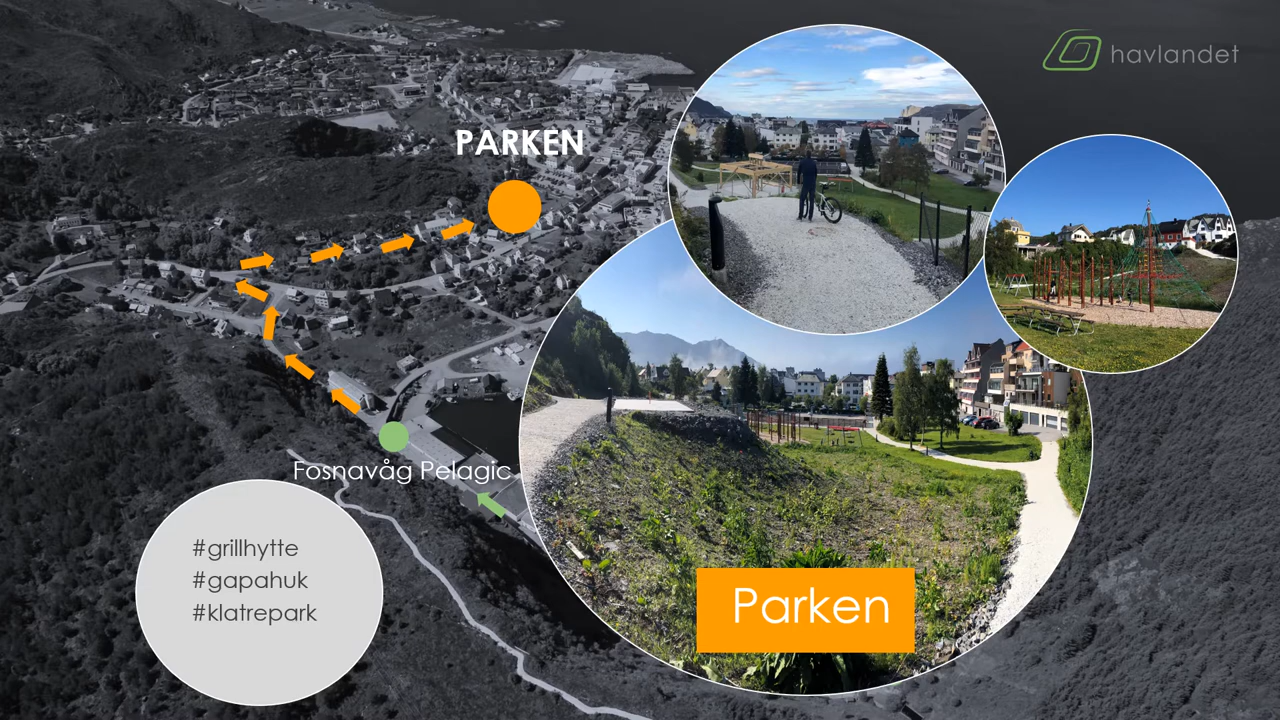 havlandet
PARKEN
Fosnavåg Pelagic
#grillhytte
#gapahuk
#klatrepark
Parken